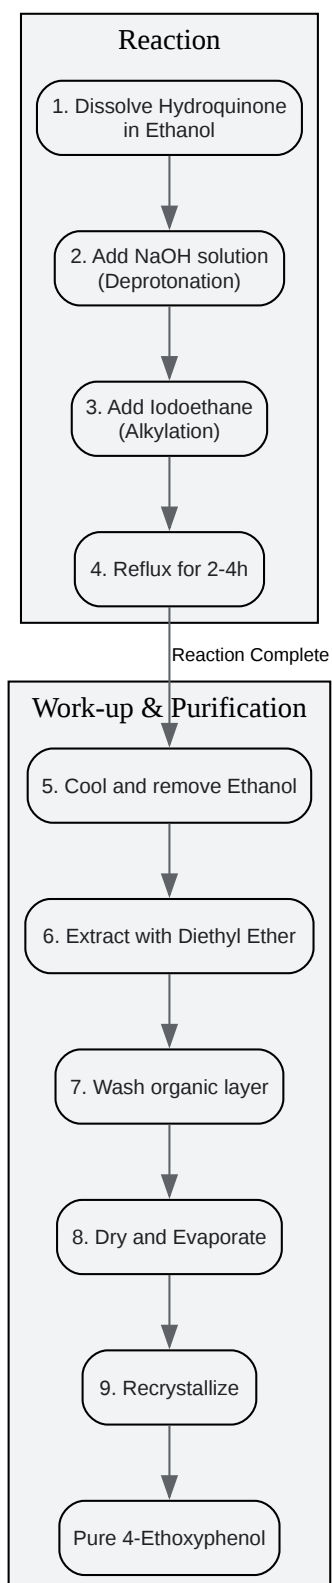 Reaction
1. Dissolve Hydroquinone
in Ethanol
2. Add NaOH solution
(Deprotonation)
3. Add Iodoethane
(Alkylation)
4. Reflux for 2-4h
Reaction Complete
Work-up & Purification
5. Cool and remove Ethanol
6. Extract with Diethyl Ether
7. Wash organic layer
8. Dry and Evaporate
9. Recrystallize
Pure 4-Ethoxyphenol